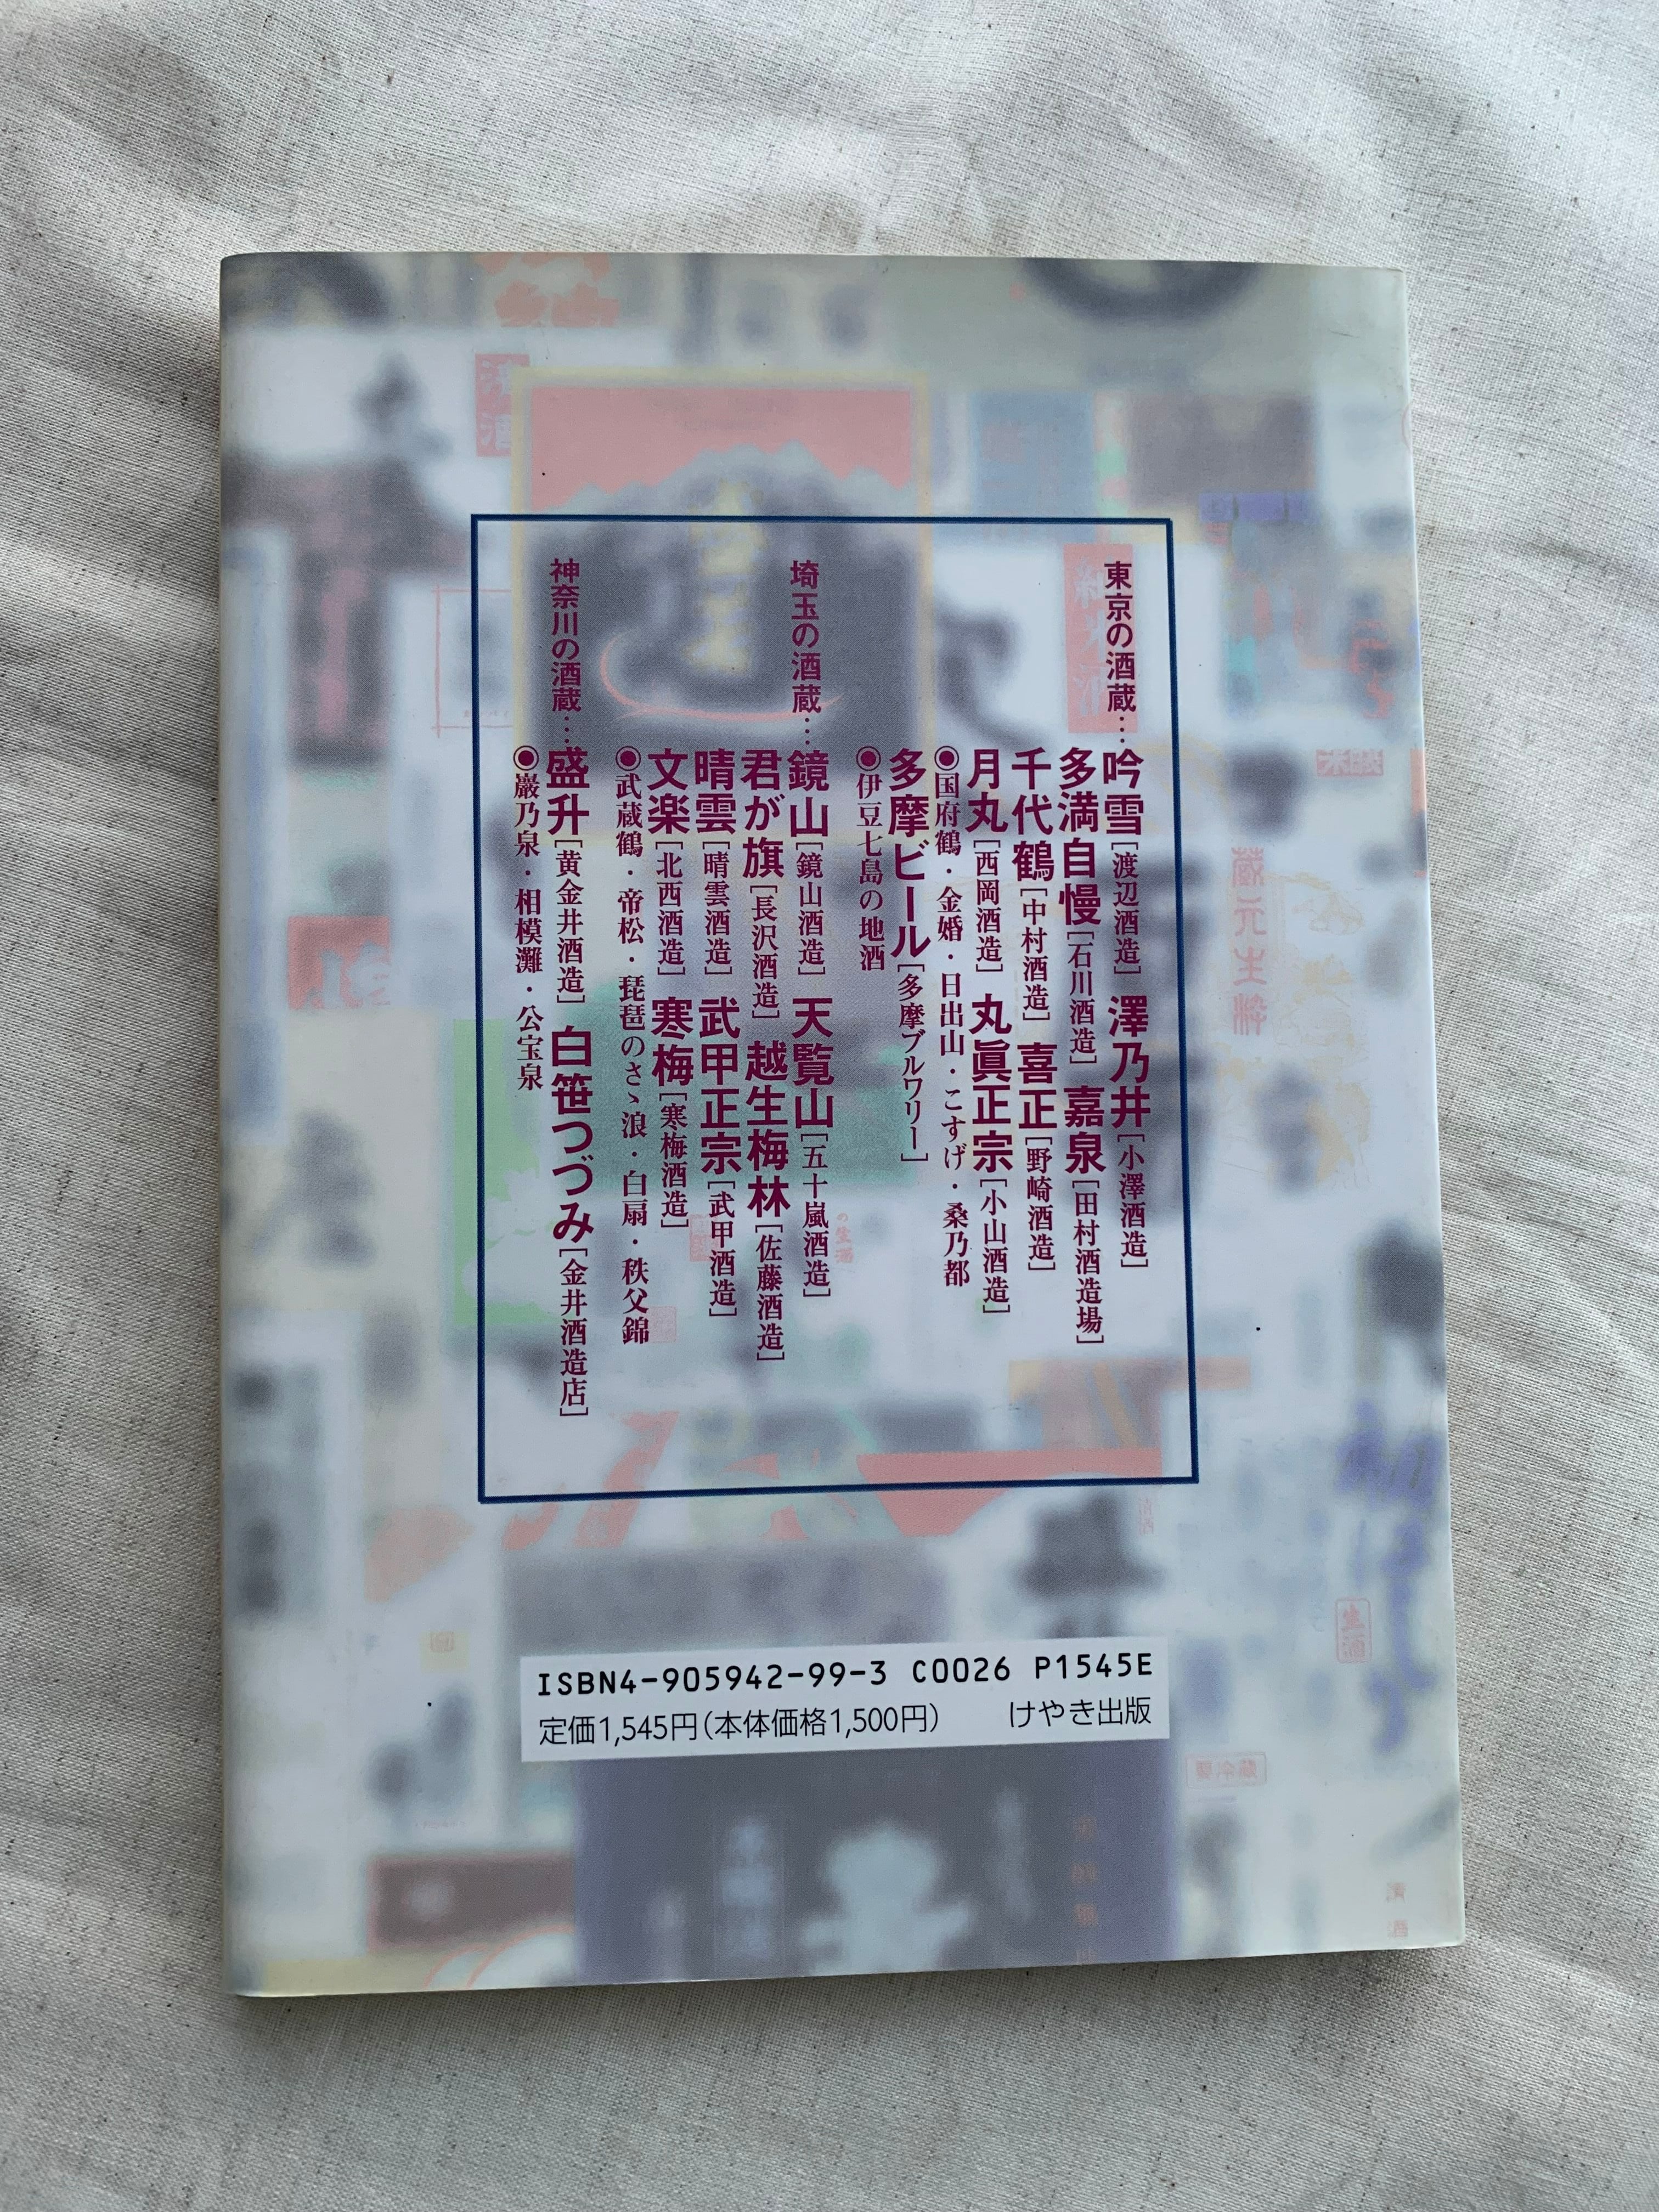 東京の酒蔵…吟雪[渡辺酒造] 澤乃井[小澤酒造]
多満自慢[石川酒造] 嘉泉[田村酒造場]
千代鶴[中村酒造] 喜正[野崎酒造]
月丸[西岡酒造] 丸眞正宗[小山酒造]
◉国府鶴・金婚・日出山・こすげ・桑乃都
多摩ビール[多摩ブルワリー]
◉伊豆七島の地酒
埼玉の酒蔵…鏡山[鏡山酒造] 天覧山[五十嵐酒造]
君が旗[長沢酒造] 越生梅林[佐藤酒造]
晴雲[晴雲酒造] 武甲正宗[武甲酒造]
文楽[北西酒造] 寒梅[寒梅酒造]
◉武蔵鶴・帝松・琵琶のさゝ浪・白扇・秩父錦
神奈川の酒蔵…盛升[黄金井酒造] 白笹つづみ[金井酒造店]
◉巖乃泉・相模灘・公宝泉
ISBN4-905942-99-3 C0026 P1545E
定価1,545円(本体価格1,500円) けやき出版
蔵元生粋
生酒
の生酒